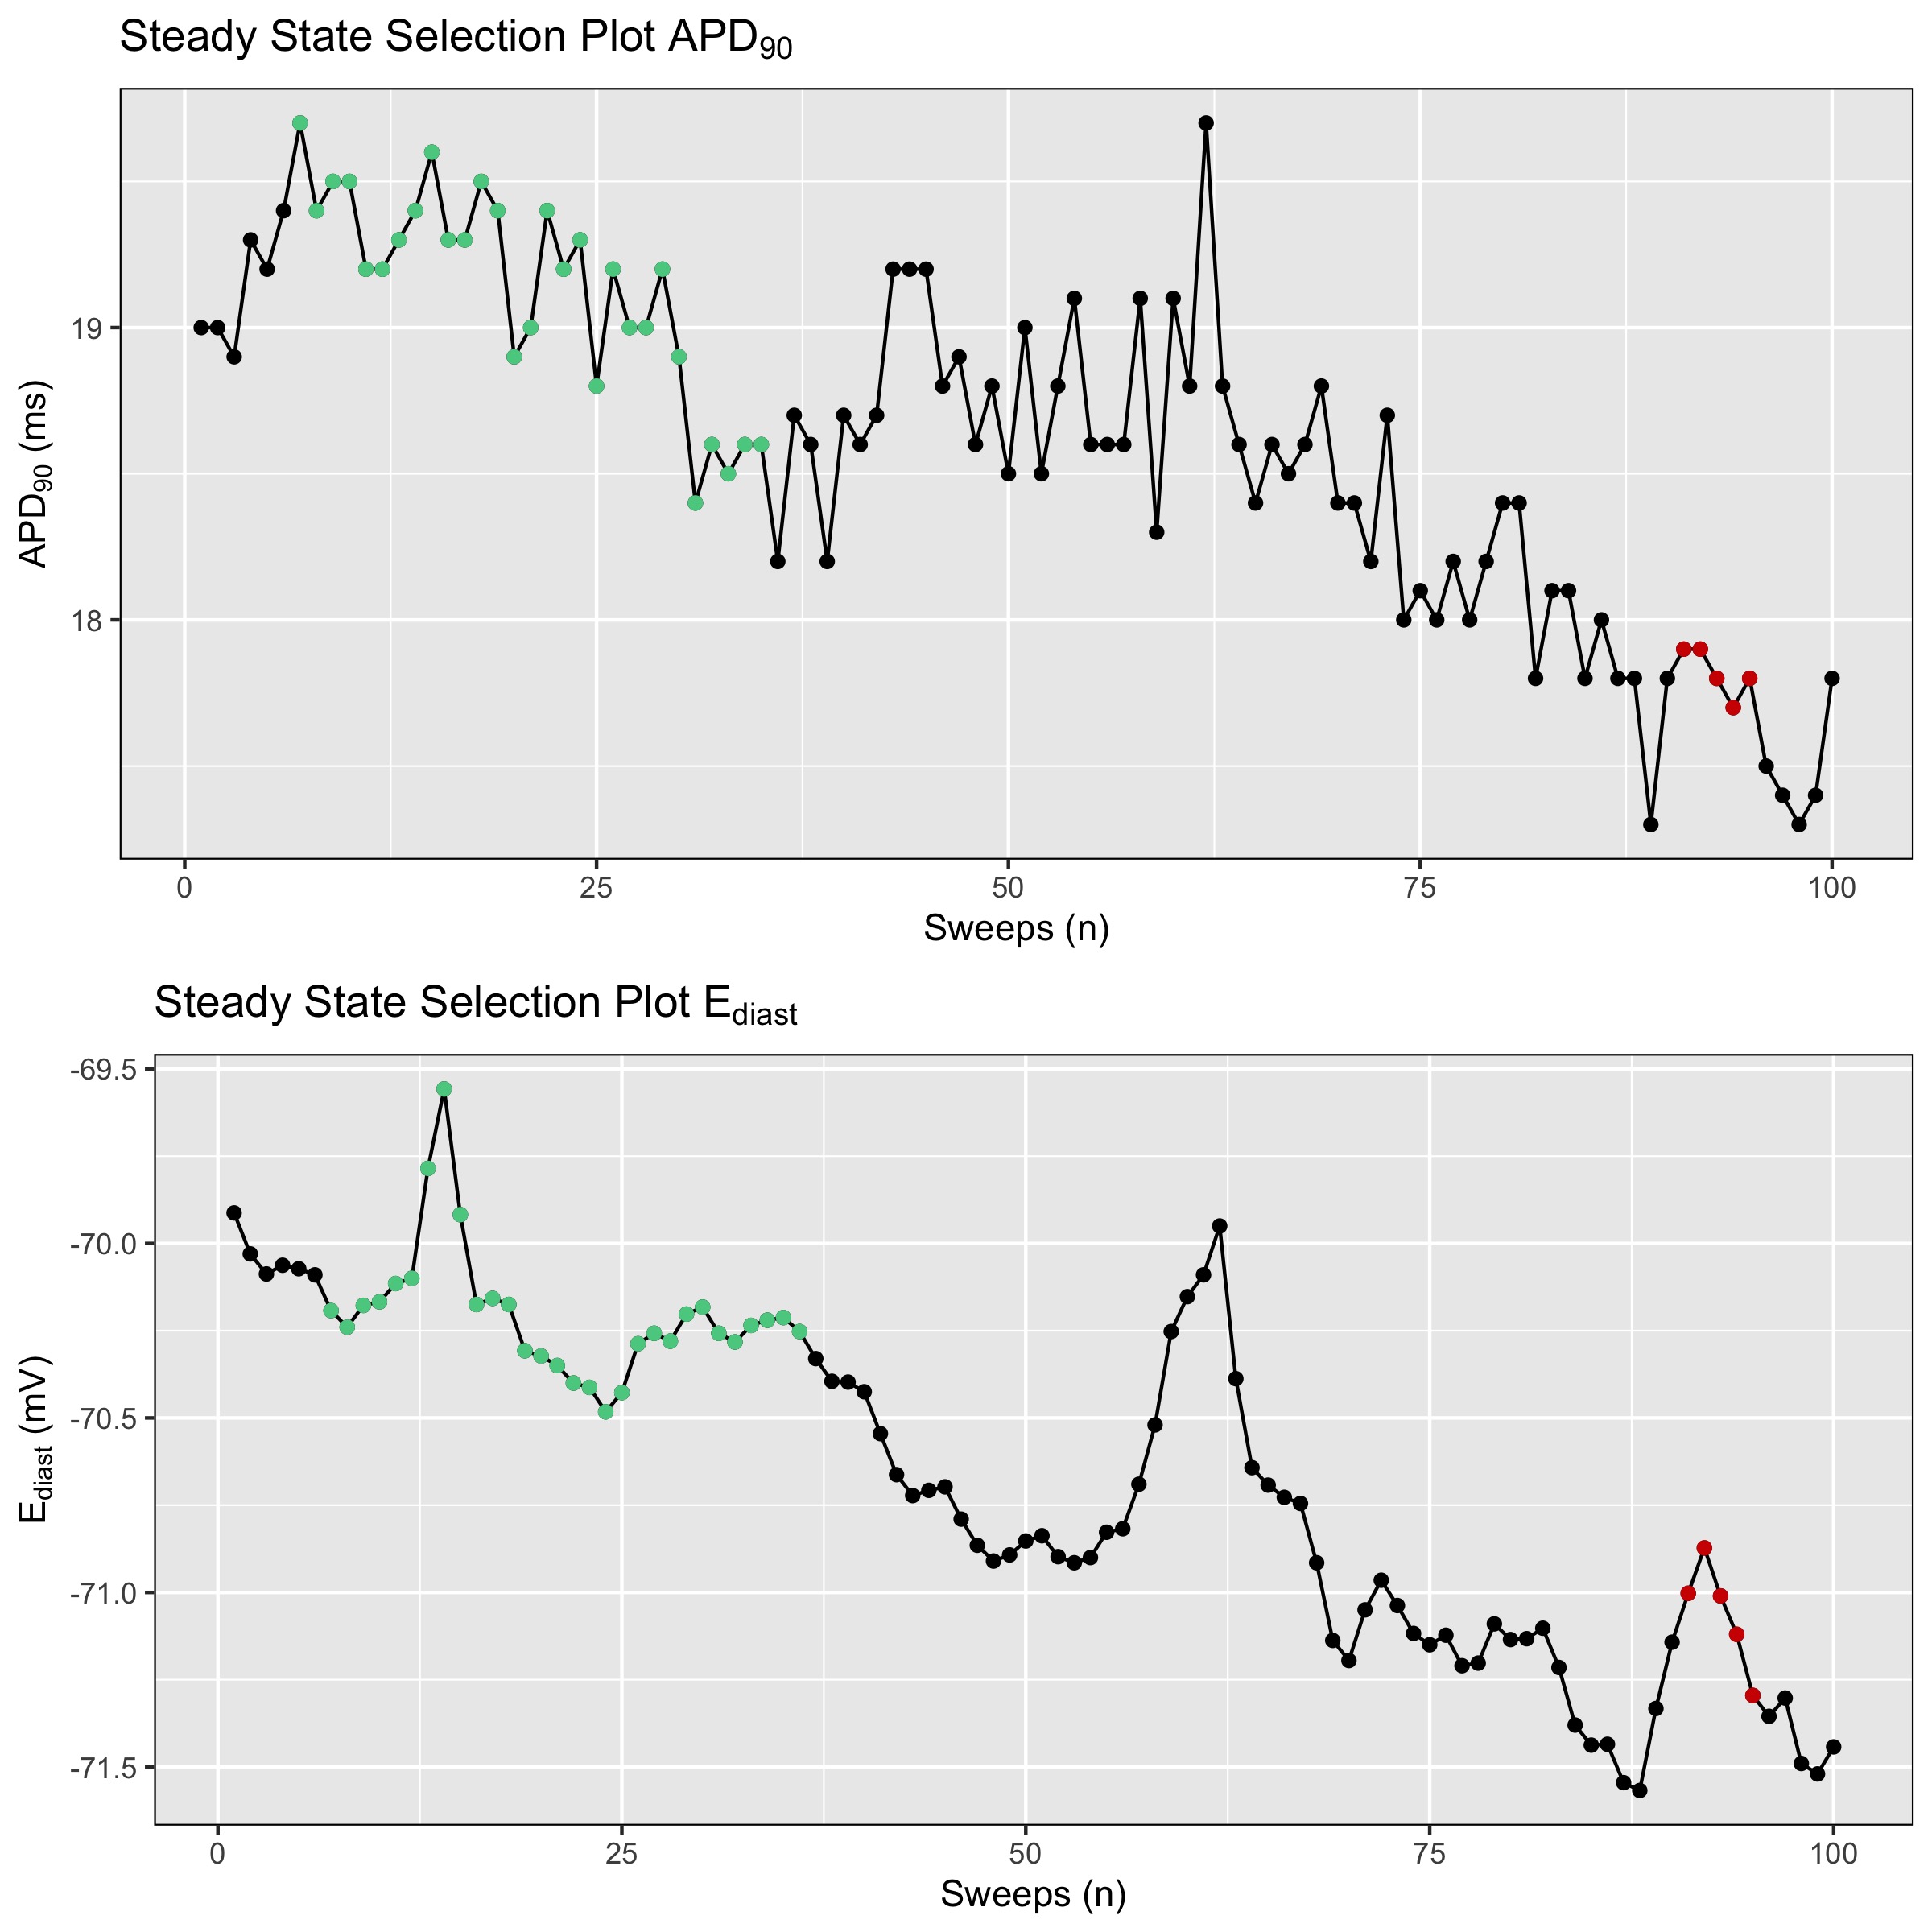 Steady State Selection Plot APD90
APD90 (ms)
19
18
0 25 50 75 100
Sweeps (n)
Steady State Selection Plot Ediast
Ediast (mV)
-69.5
-70.0
-70.5
-71.0
-71.5
0 25 50 75 100
Sweeps (n)